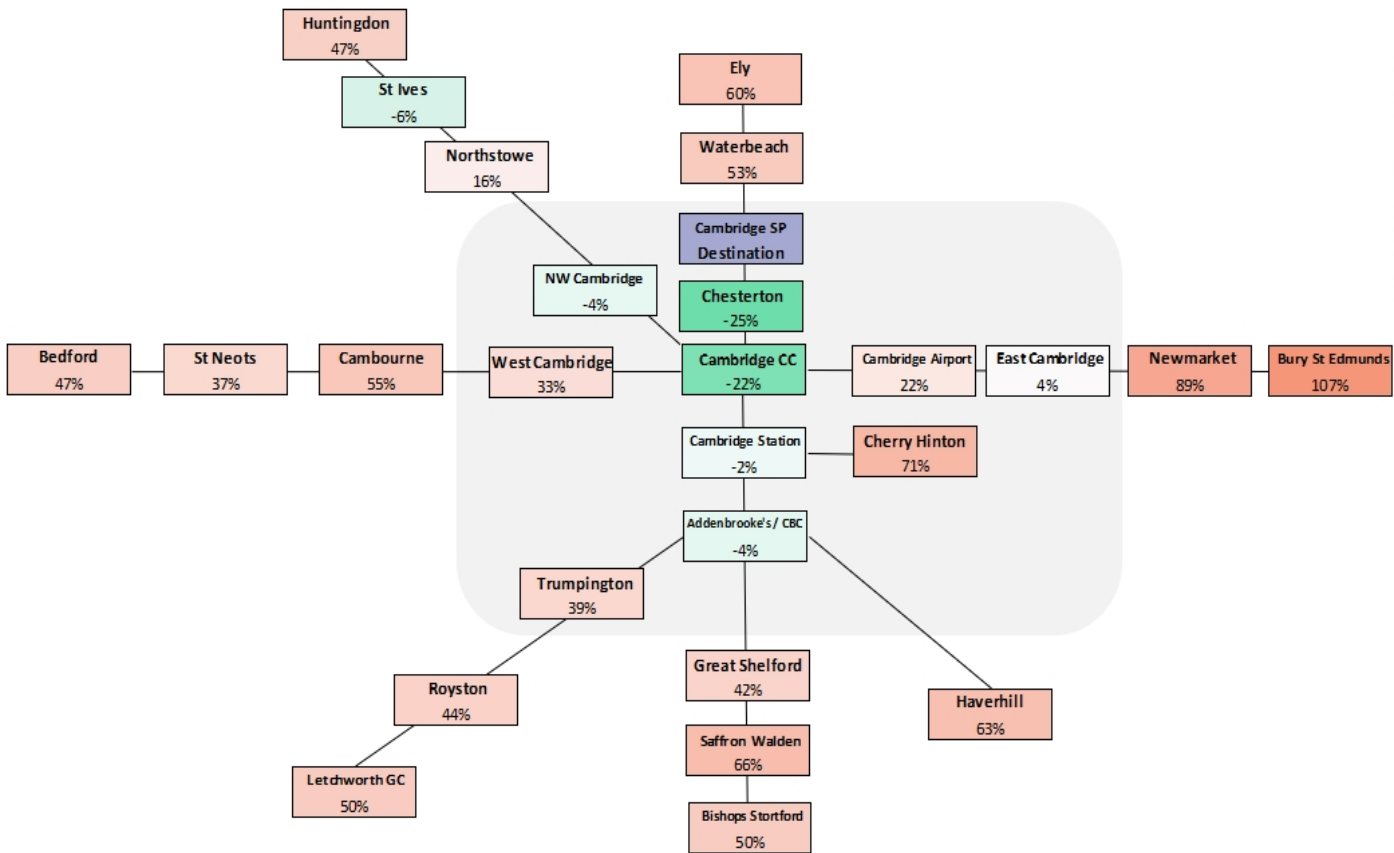 Huntingdon
47%
St Ives
-6%
Northstowe
16%
Ely
60%
Waterbeach
53%
Cambridge SP
Destination
NW Cambridge
-4%
Chesterton
-25%
Bedford
47%
St Neots
37%
Cambourne
55%
West Cambridge
33%
Cambridge CC
-22%
Cambridge Airport
22%
East Cambridge
4%
Newmarket
89%
Bury St Edmunds
107%
Cambridge Station
-2%
Cherry Hinton
71%
Addenbrooke's / CBC
-4%
Trumpington
39%
Great Shelford
42%
Royston
44%
Haverhill
63%
Saffron Walden
66%
Letchworth GC
50%
Bishops Stortford
50%